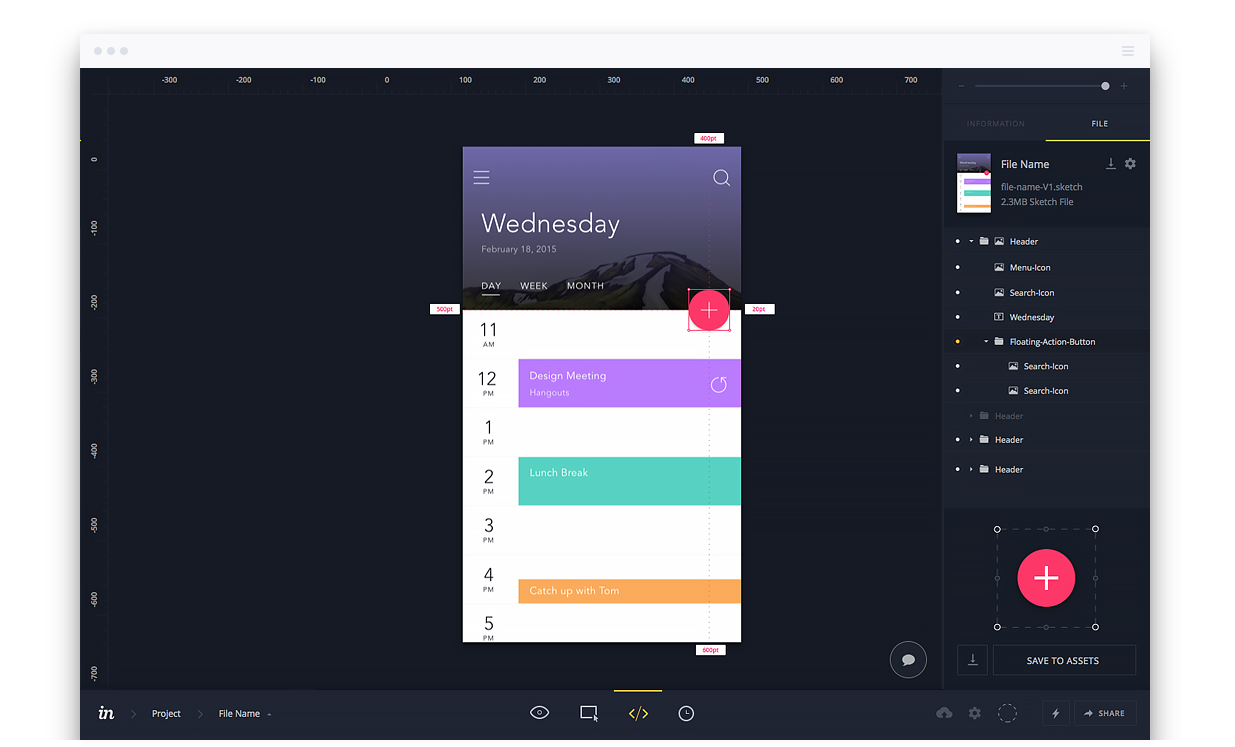 -300 -200 -100 0 100 200 300 400 500 600 700
INFORMATION FILE
File Name
file-name-V1.sketch
2.3MB Sketch File
Header
Menu-Icon
Search-Icon
Wednesday
Floating-Action-Button
Search-Icon
Search-Icon
Header
Header
Header
SAVE TO ASSETS
0
-100
-200
-300
-400
-500
-600
-700
400pt
Wednesday
February 18, 2015
DAY WEEK MONTH
500pt
20pt
11
AM
12
PM
Design Meeting
Hangouts
1
PM
2
PM
Lunch Break
3
PM
4
PM
Catch up with Tom
5
PM
600pt
in Project File Name
</> SHARE